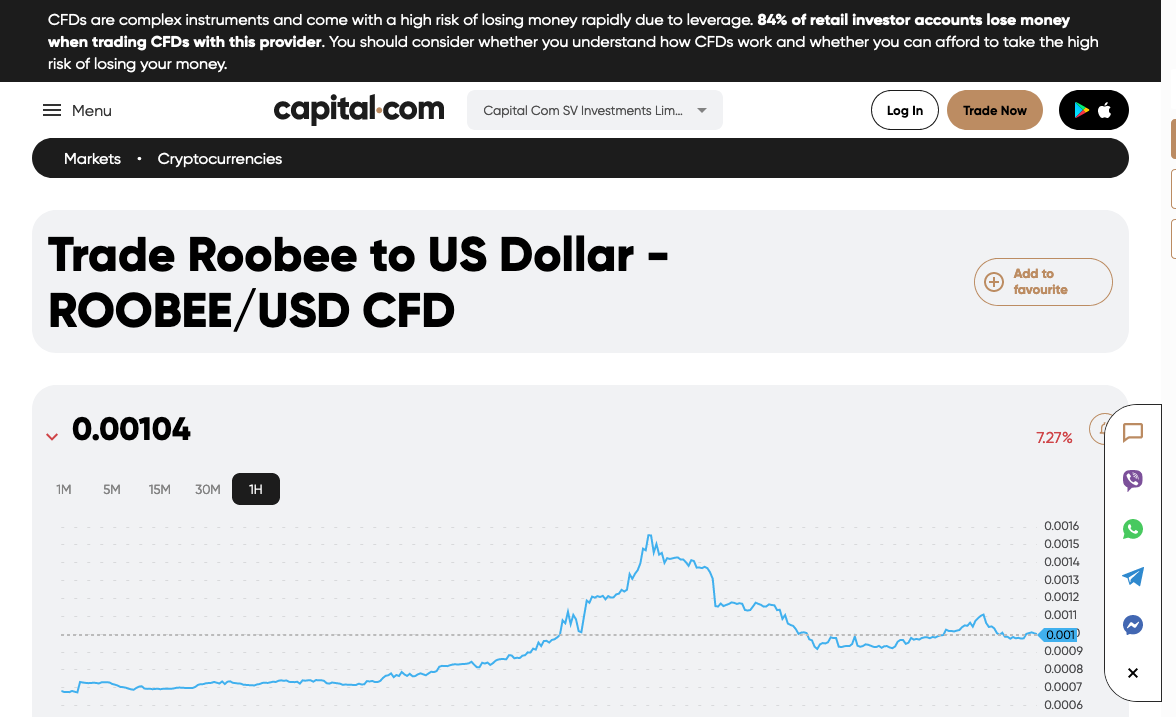 CFDs are complex instruments and come with a high risk of losing money rapidly due to leverage. 84% of retail investor accounts lose money
when trading CFDs with this provider. You should consider whether you understand how CFDs work and whether you can afford to take the high
risk of losing your money.
Menu
capital.com
Capital Com SV Investments Lim...
Log In
Trade Now
Markets • Cryptocurrencies
Trade Roobee to US Dollar -
ROOBEE/USD CFD
Add to
favourite
0.00104
7.27%
1M 5M 15M 30M 1H
0.0016
0.0015
0.0014
0.0013
0.0012
0.0011
0.001
0.0009
0.0008
0.0007
0.0006